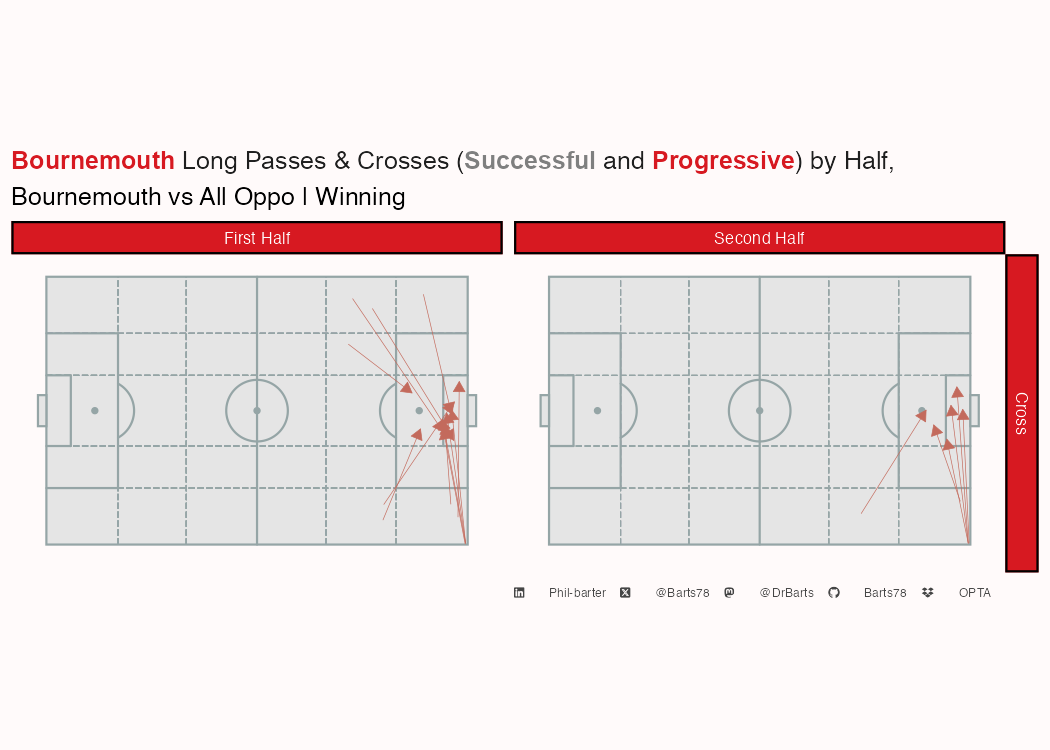 Bournemouth Long Passes & Crosses (Successful and Progressive) by Half,
Bournemouth vs All Oppo | Winning
First Half
Second Half
Cross
Phil-barter @Barts78 @DrBarts Barts78 OPTA